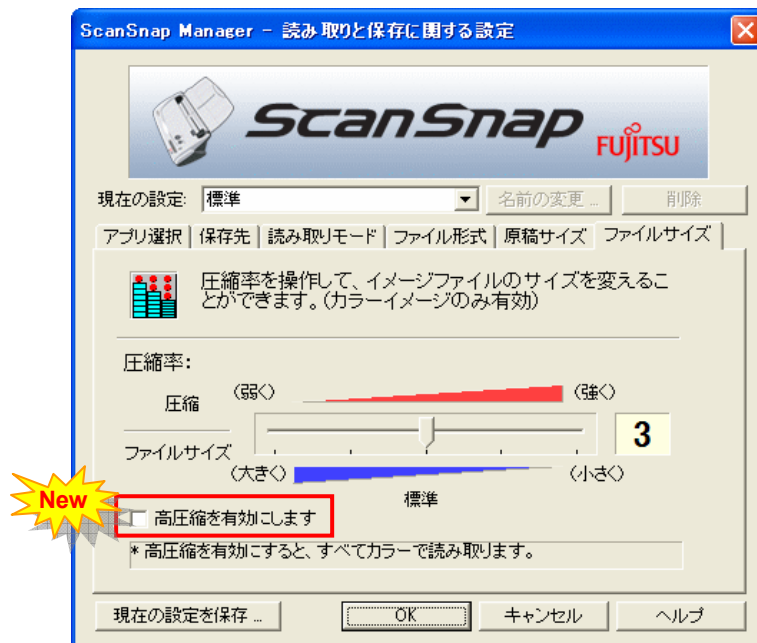 ScanSnap Manager - 読み取りと保存に関する設定
ScanSnap FUJITSU
現在の設定: 標準 名前の変更 ... 削除
アプリ選択 保存先 読み取りモード ファイル形式 原稿サイズ ファイルサイズ
圧縮率を操作して、イメージファイルのサイズを変えるこ
とができます。(カラーイメージのみ有効)
圧縮率:
(弱く) (強く)
圧縮
3
ファイルサイズ
(大きく) (小さく)
標準
New
高圧縮を有効にします
* 高圧縮を有効にすると、すべてカラーで読み取ります。
現在の設定を保存 ... OK キャンセル ヘルプ